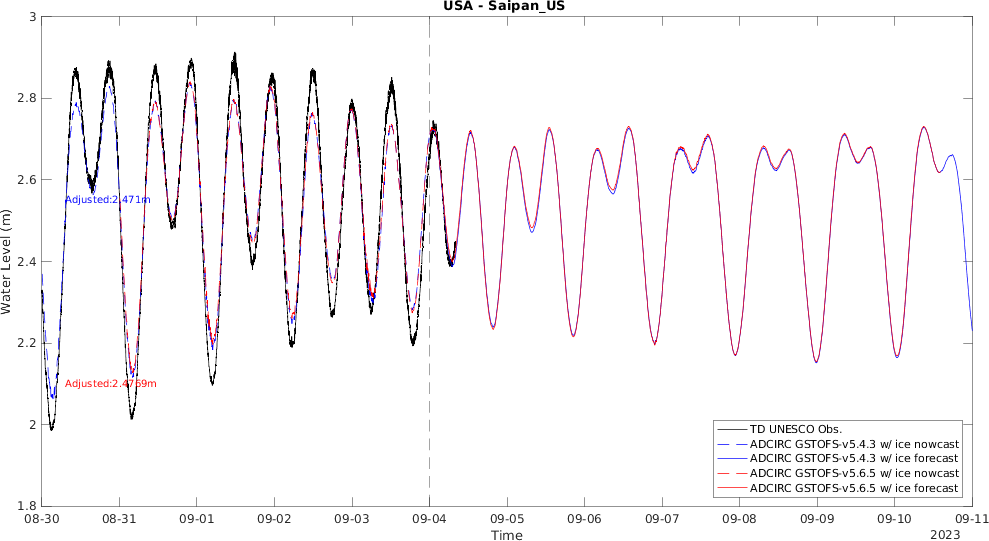 USA - Saipan_US
3
2.8
2.6
2.4
2.2
2
1.8
Water Level (m)
Adjusted:2.471m
Adjusted:2.4769m
TD UNESCO Obs.
ADCIRC GSTOFS-v5.4.3 w/ ice nowcast
ADCIRC GSTOFS-v5.4.3 w/ ice forecast
ADCIRC GSTOFS-v5.6.5 w/ ice nowcast
ADCIRC GSTOFS-v5.6.5 w/ ice forecast
08-30 08-31 09-01 09-02 09-03 09-04 09-05 09-06 09-07 09-08 09-09 09-10 09-11
Time
2023